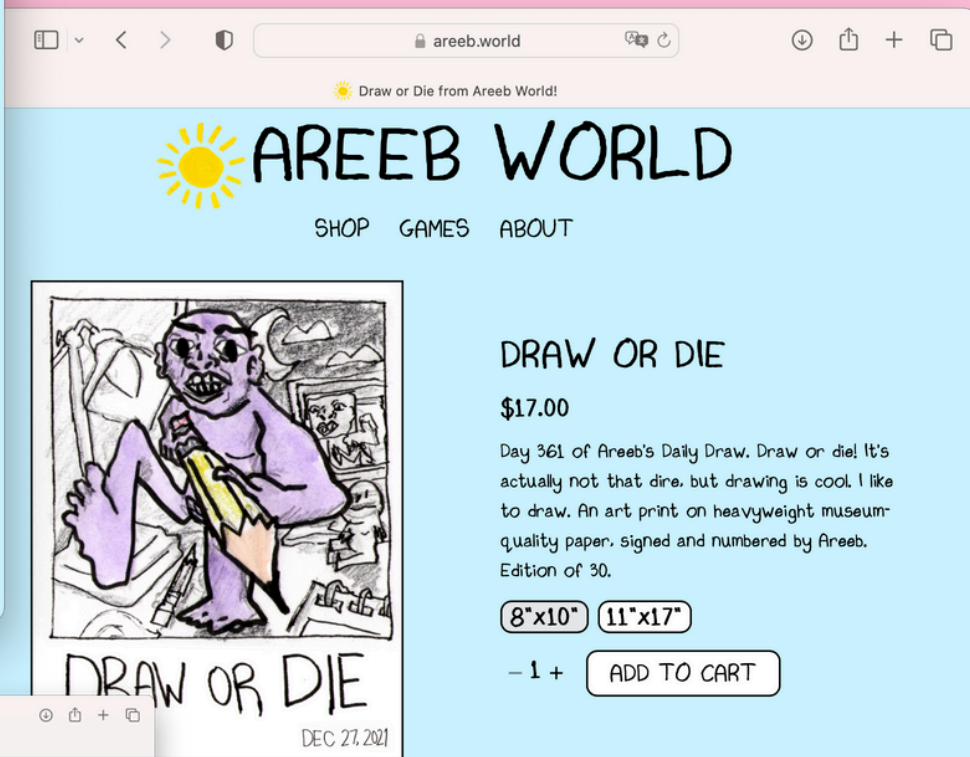 areeb.world
Draw or Die from Areeb World!
AREEB WORLD
SHOP GAMES ABOUT
DRAW OR DIE
DEC 27, 2021
DRAW OR DIE
$17.00
Day 361 of Areeb's Daily Draw. Draw or die! It's
actually not that dire, but drawing is cool. I like
to draw. An art print on heavyweight museum-
quality paper, signed and numbered by Areeb.
Edition of 30.
8"x10" 11"x17"
– 1 + ADD TO CART